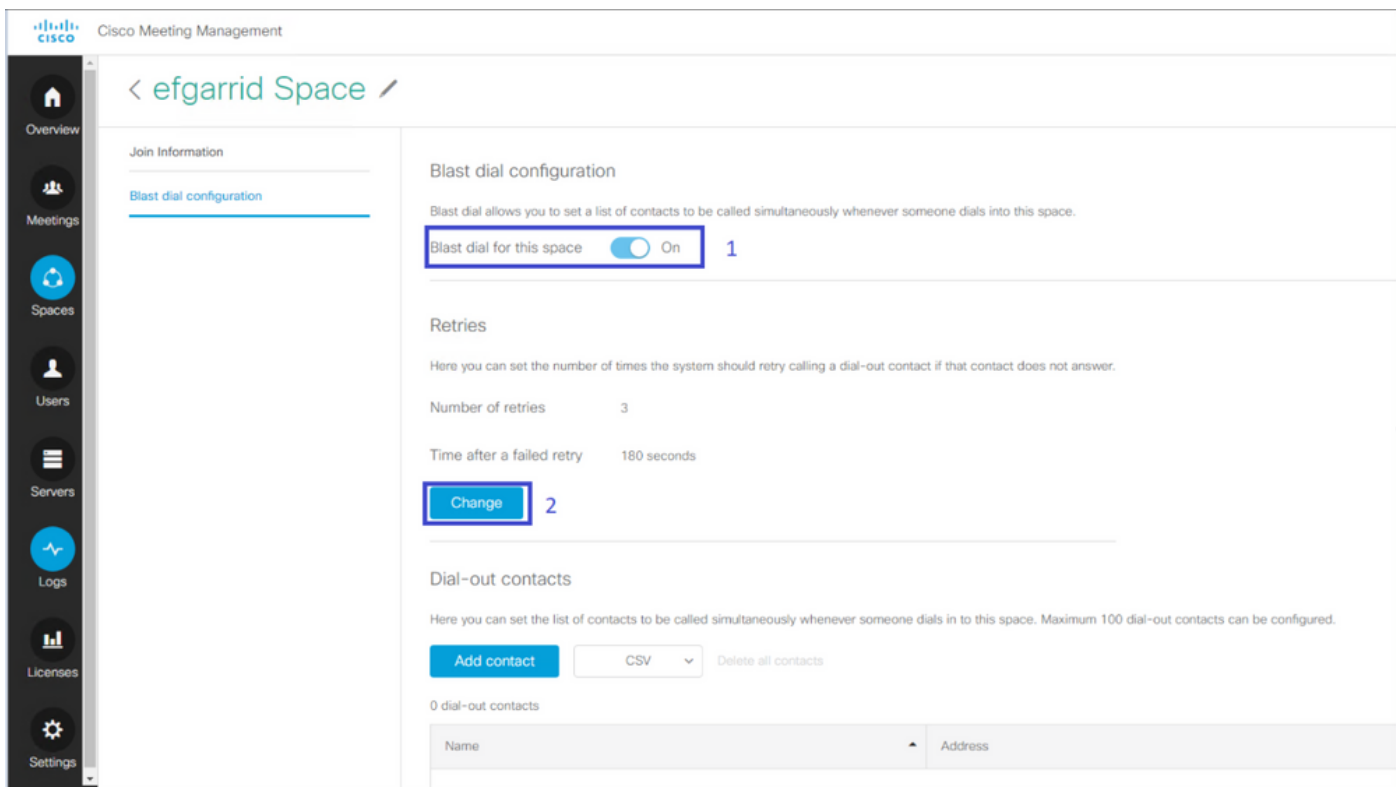 CISCO
Cisco Meeting Management
efgarrid Space
Overview
Meetings
Spaces
Users
Servers
Logs
Licenses
Settings
Join Information
Blast dial configuration
Blast dial configuration
Blast dial allows you to set a list of contacts to be called simultaneously whenever someone dials into this space.
Blast dial for this space On 1
Retries
Here you can set the number of times the system should retry calling a dial-out contact if that contact does not answer.
Number of retries 3
Time after a failed retry 180 seconds
Change 2
Dial-out contacts
Here you can set the list of contacts to be called simultaneously whenever someone dials in to this space. Maximum 100 dial-out contacts can be configured.
Add contact CSV Delete all contacts
0 dial-out contacts
Name Address